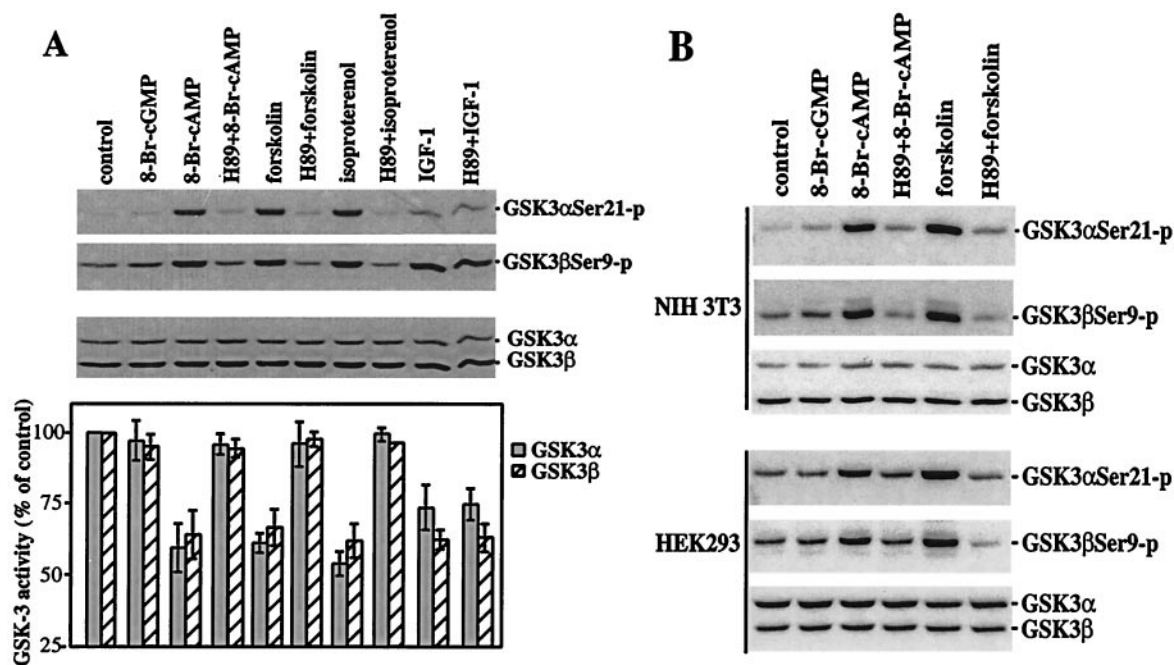 A
control
8-Br-cGMP
8-Br-cAMP
H89+8-Br-cAMP
forskolin
H89+forskolin
isoproterenol
H89+isoproterenol
IGF-1
H89+IGF-1
GSK3αSer21-p
GSK3βSer9-p
GSK3α
GSK3β
GSK-3 activity (% of control)
100
75
50
25
GSK3α
GSK3β
B
control
8-Br-cGMP
8-Br-cAMP
H89+8-Br-cAMP
forskolin
H89+forskolin
NIH 3T3
GSK3αSer21-p
GSK3βSer9-p
GSK3α
GSK3β
HEK293
GSK3αSer21-p
GSK3βSer9-p
GSK3α
GSK3β